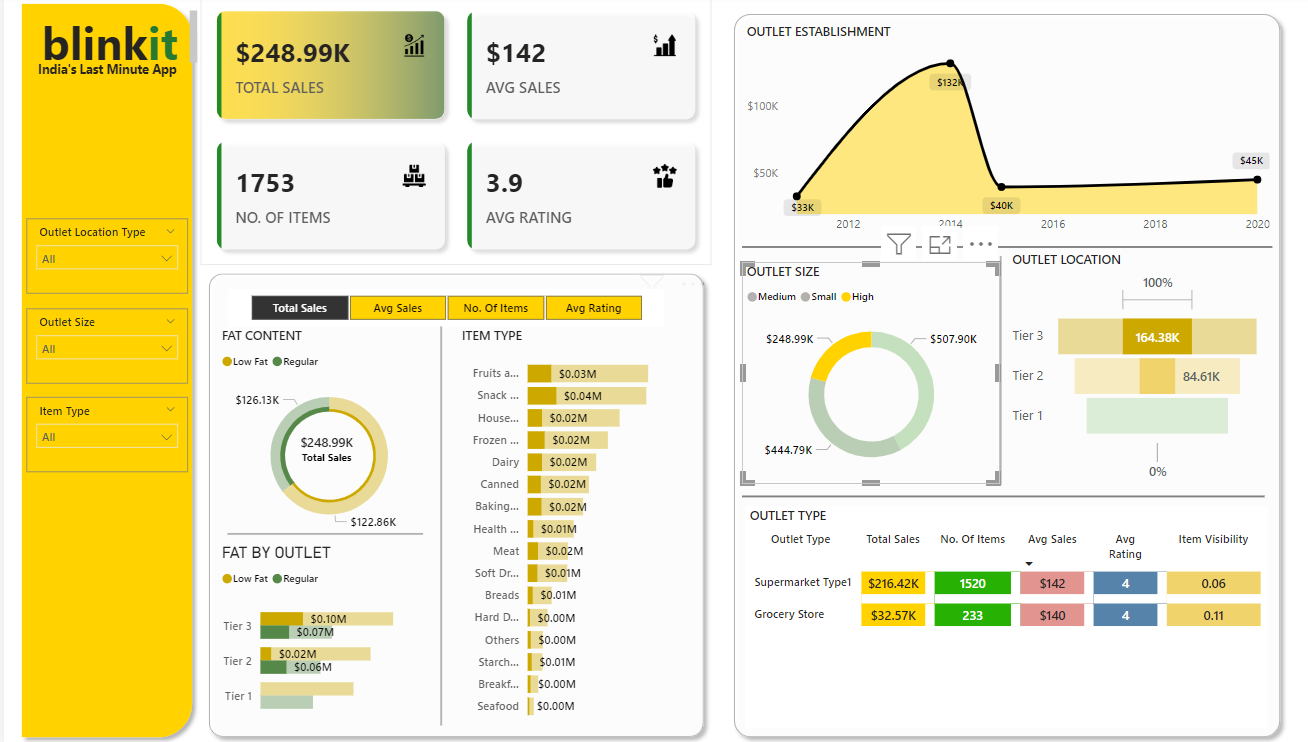 blinkit
India's Last Minute App
Outlet Location Type
All
Outlet Size
All
Item Type
All
$248.99K
TOTAL SALES
$142
AVG SALES
1753
NO. OF ITEMS
3.9
AVG RATING
Total Sales
Avg Sales
No. Of Items
Avg Rating
FAT CONTENT
Low Fat Regular
$126.13K
$248.99K
Total Sales
$122.86K
FAT BY OUTLET
Low Fat Regular
Tier 3 $0.10M
$0.07M
Tier 2 $0.02M
$0.06M
Tier 1
ITEM TYPE
Fruits a... $0.03M
Snack ... $0.04M
House... $0.02M
Frozen ... $0.02M
Dairy $0.02M
Canned $0.02M
Baking... $0.02M
Health ... $0.01M
Meat $0.02M
Soft Dr... $0.01M
Breads $0.01M
Hard D... $0.00M
Others $0.00M
Starch... $0.01M
Breakf... $0.00M
Seafood $0.00M
OUTLET ESTABLISHMENT
$100K
$50K
$33K
$132K
$40K
$45K
2012 2014 2016 2018 2020
OUTLET SIZE
Medium Small High
$248.99K
$507.90K
$444.79K
OUTLET LOCATION
100%
Tier 3 164.38K
Tier 2 84.61K
Tier 1
0%
OUTLET TYPE
Outlet Type Total Sales No. Of Items Avg Sales Avg Rating Item Visibility
Supermarket Type1 $216.42K 1520 $142 4 0.06
Grocery Store $32.57K 233 $140 4 0.11